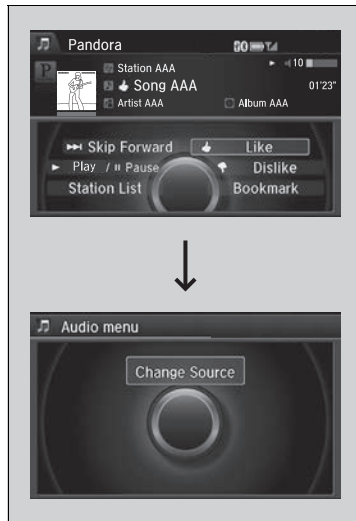 Pandora
Station AAA
10
Song AAA
01'23"
Artist AAA
Album AAA
Skip Forward
Like
Play / Pause
Dislike
Station List
Bookmark
Audio menu
Change Source